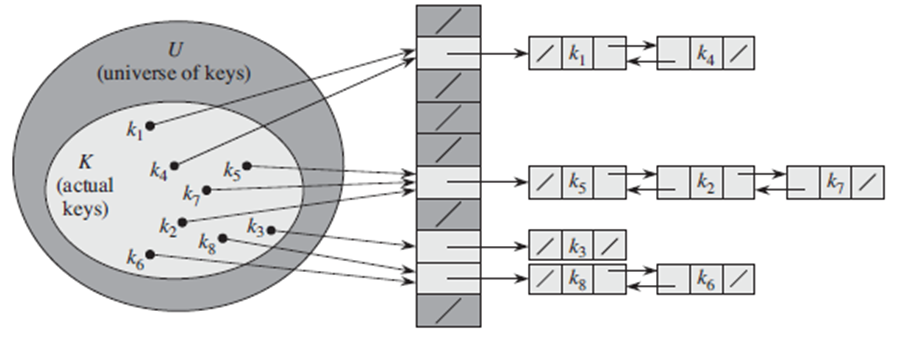 U
(universe of keys)
K
(actual
keys)
k1
k4
k5
k7
k2
k3
k8
k6
k1 k4
k5 k2 k7
k3
k8 k6